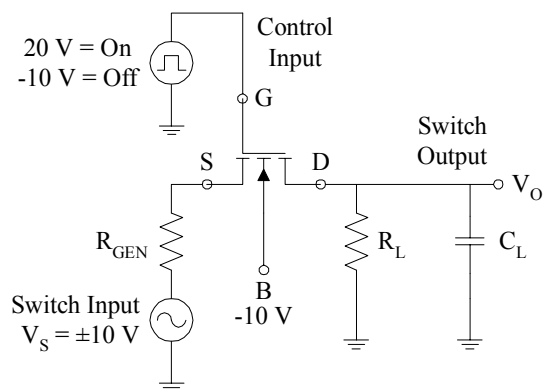 20 V = On
-10 V = Off
Control
Input
G
S
D
Switch
Output
V_O
R_GEN
R_L
C_L
B
-10 V
Switch Input
V_S = ±10 V